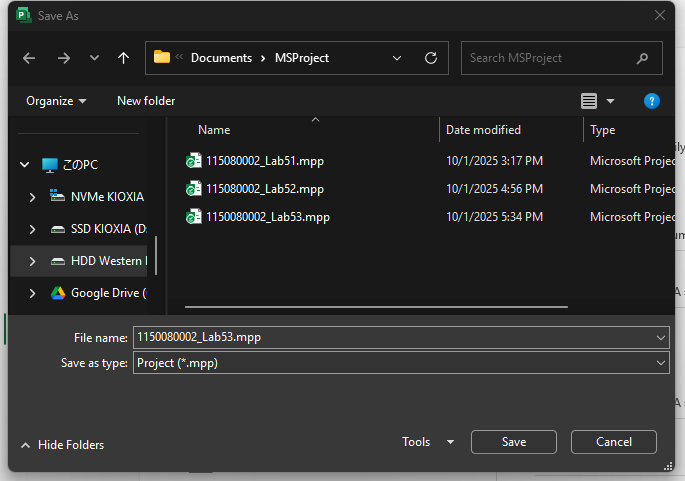 Save As
Documents > MSProject
Search MSProject
Organize
New folder
Name Date modified Type
このPC
NVMe KIOXIA
SSD KIOXIA (D:
HDD Western
Google Drive (
115080002_Lab51.mpp 10/1/2025 3:17 PM Microsoft Projec
115080002_Lab52.mpp 10/1/2025 4:56 PM Microsoft Projec
1150080002_Lab53.mpp 10/1/2025 5:34 PM Microsoft Projec
File name: 1150080002_Lab53.mpp
Save as type: Project (*.mpp)
Hide Folders
Tools
Save
Cancel